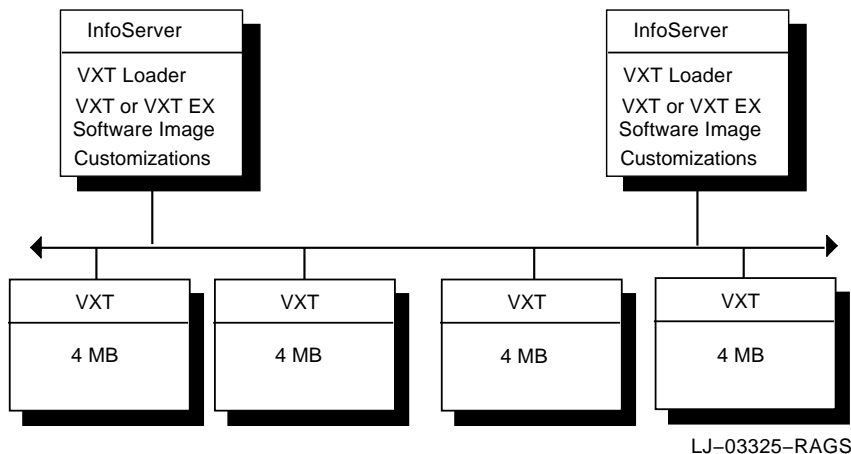 InfoServer
VXT Loader
VXT or VXT EX
Software Image
Customizations
InfoServer
VXT Loader
VXT or VXT EX
Software Image
Customizations
VXT
4 MB
VXT
4 MB
VXT
4 MB
VXT
4 MB
LJ–03325–RAGS